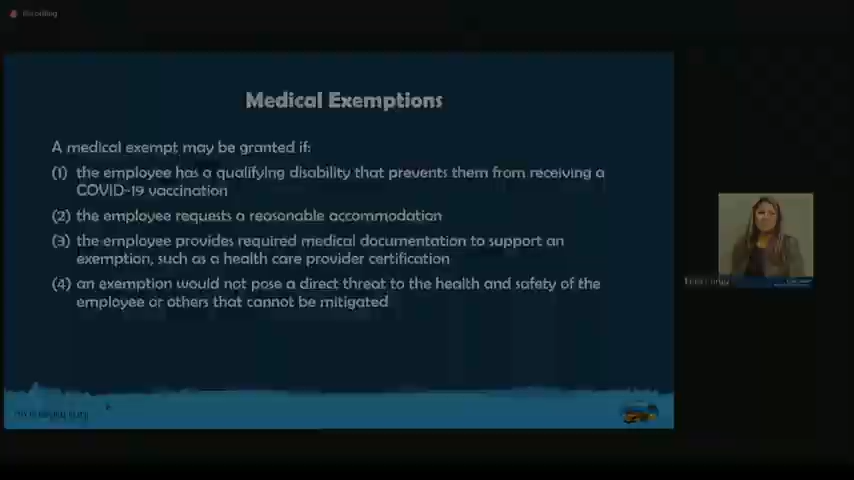 Recording
Medical Exemptions
A medical exempt may be granted if:
(1) the employee has a qualifying disability that prevents them from receiving a
COVID-19 vaccination
(2) the employee requests a reasonable accommodation
(3) the employee provides required medical documentation to support an
exemption, such as a health care provider certification
(4) an exemption would not pose a direct threat to the health and safety of the
employee or others that cannot be mitigated